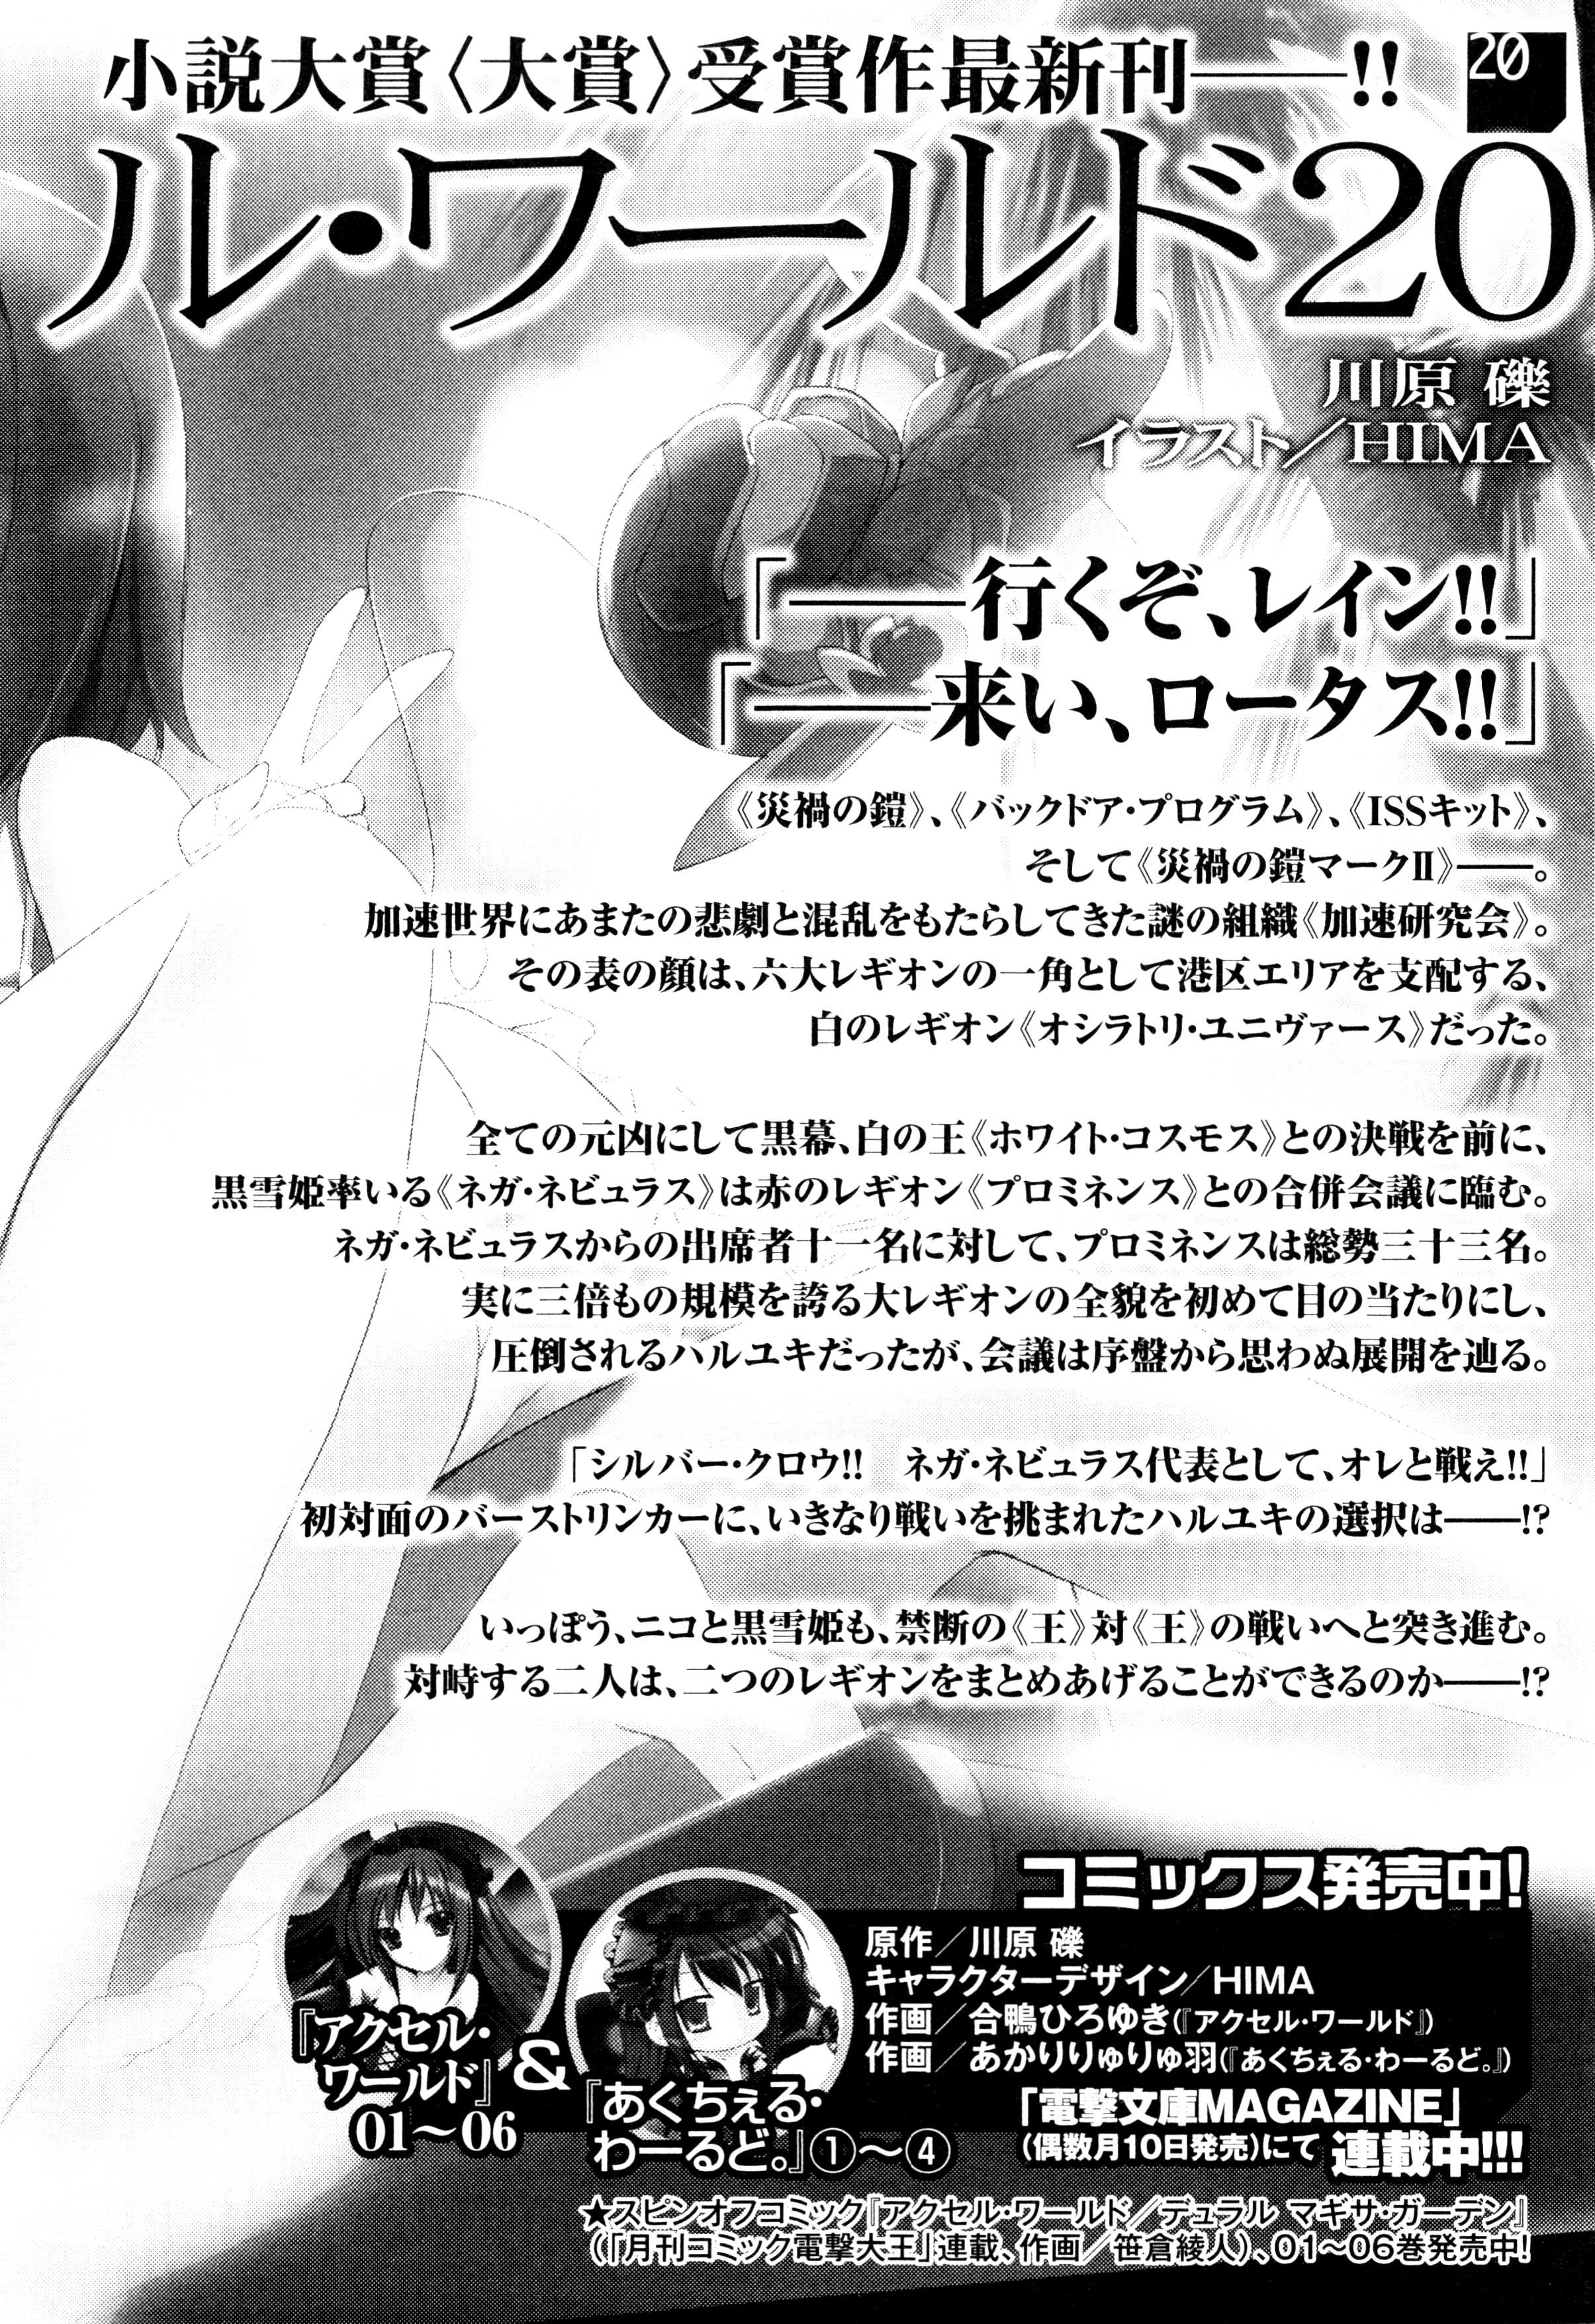 20
小説大賞〈大賞〉受賞作最新刊――!!
ル・ワールド20
川原 礫
イラスト／HIMA
「――行くぞ、レイン!!」
「――来い、ロータス!!」
《災禍の鎧》、《バックドア・プログラム》、《ISSキット》、
そして《災禍の鎧マークⅡ》――。
加速世界にあまたの悲劇と混乱をもたらしてきた謎の組織《加速研究会》。
その表の顔は、六大レギオンの一角として港区エリアを支配する、
白のレギオン《オシラトリ・ユニヴァース》だった。
全ての元凶にして黒幕、白の王《ホワイト・コスモス》との決戦を前に、
黒雪姫率いる《ネガ・ネビュラス》は赤のレギオン《プロミネンス》との合併会議に臨む。
ネガ・ネビュラスからの出席者十一名に対して、プロミネンスは総勢三十三名。
実に三倍もの規模を誇る大レギオンの全貌を初めて目の当たりにし、
圧倒されるハルユキだったが、会議は序盤から思わぬ展開を辿る。
「シルバー・クロウ!!　ネガ・ネビュラス代表として、オレと戦え!!」
初対面のバーストリンカーに、いきなり戦いを挑まれたハルユキの選択は――!?
いっぽう、ニコと黒雪姫も、禁断の《王》対《王》の戦いへと突き進む。
対峙する二人は、二つのレギオンをまとめあげることができるのか――!?
コミックス発売中!
原作／川原 礫
キャラクターデザイン／HIMA
作画／合鴨ひろゆき(『アクセル・ワールド』)
作画／あかりりゅりゅ羽(『あくちぇる・わーるど。』)
『アクセル・
ワールド』
01～06
&
『あくちぇる・
わーるど。』①～④
「電撃文庫MAGAZINE」
(偶数月10日発売)にて 連載中!!!
★スピンオフコミック『アクセル・ワールド／デュラル マギサ・ガーデン』
(「月刊コミック電撃大王」連載、作画／笹倉綾人)、01～06巻発売中!